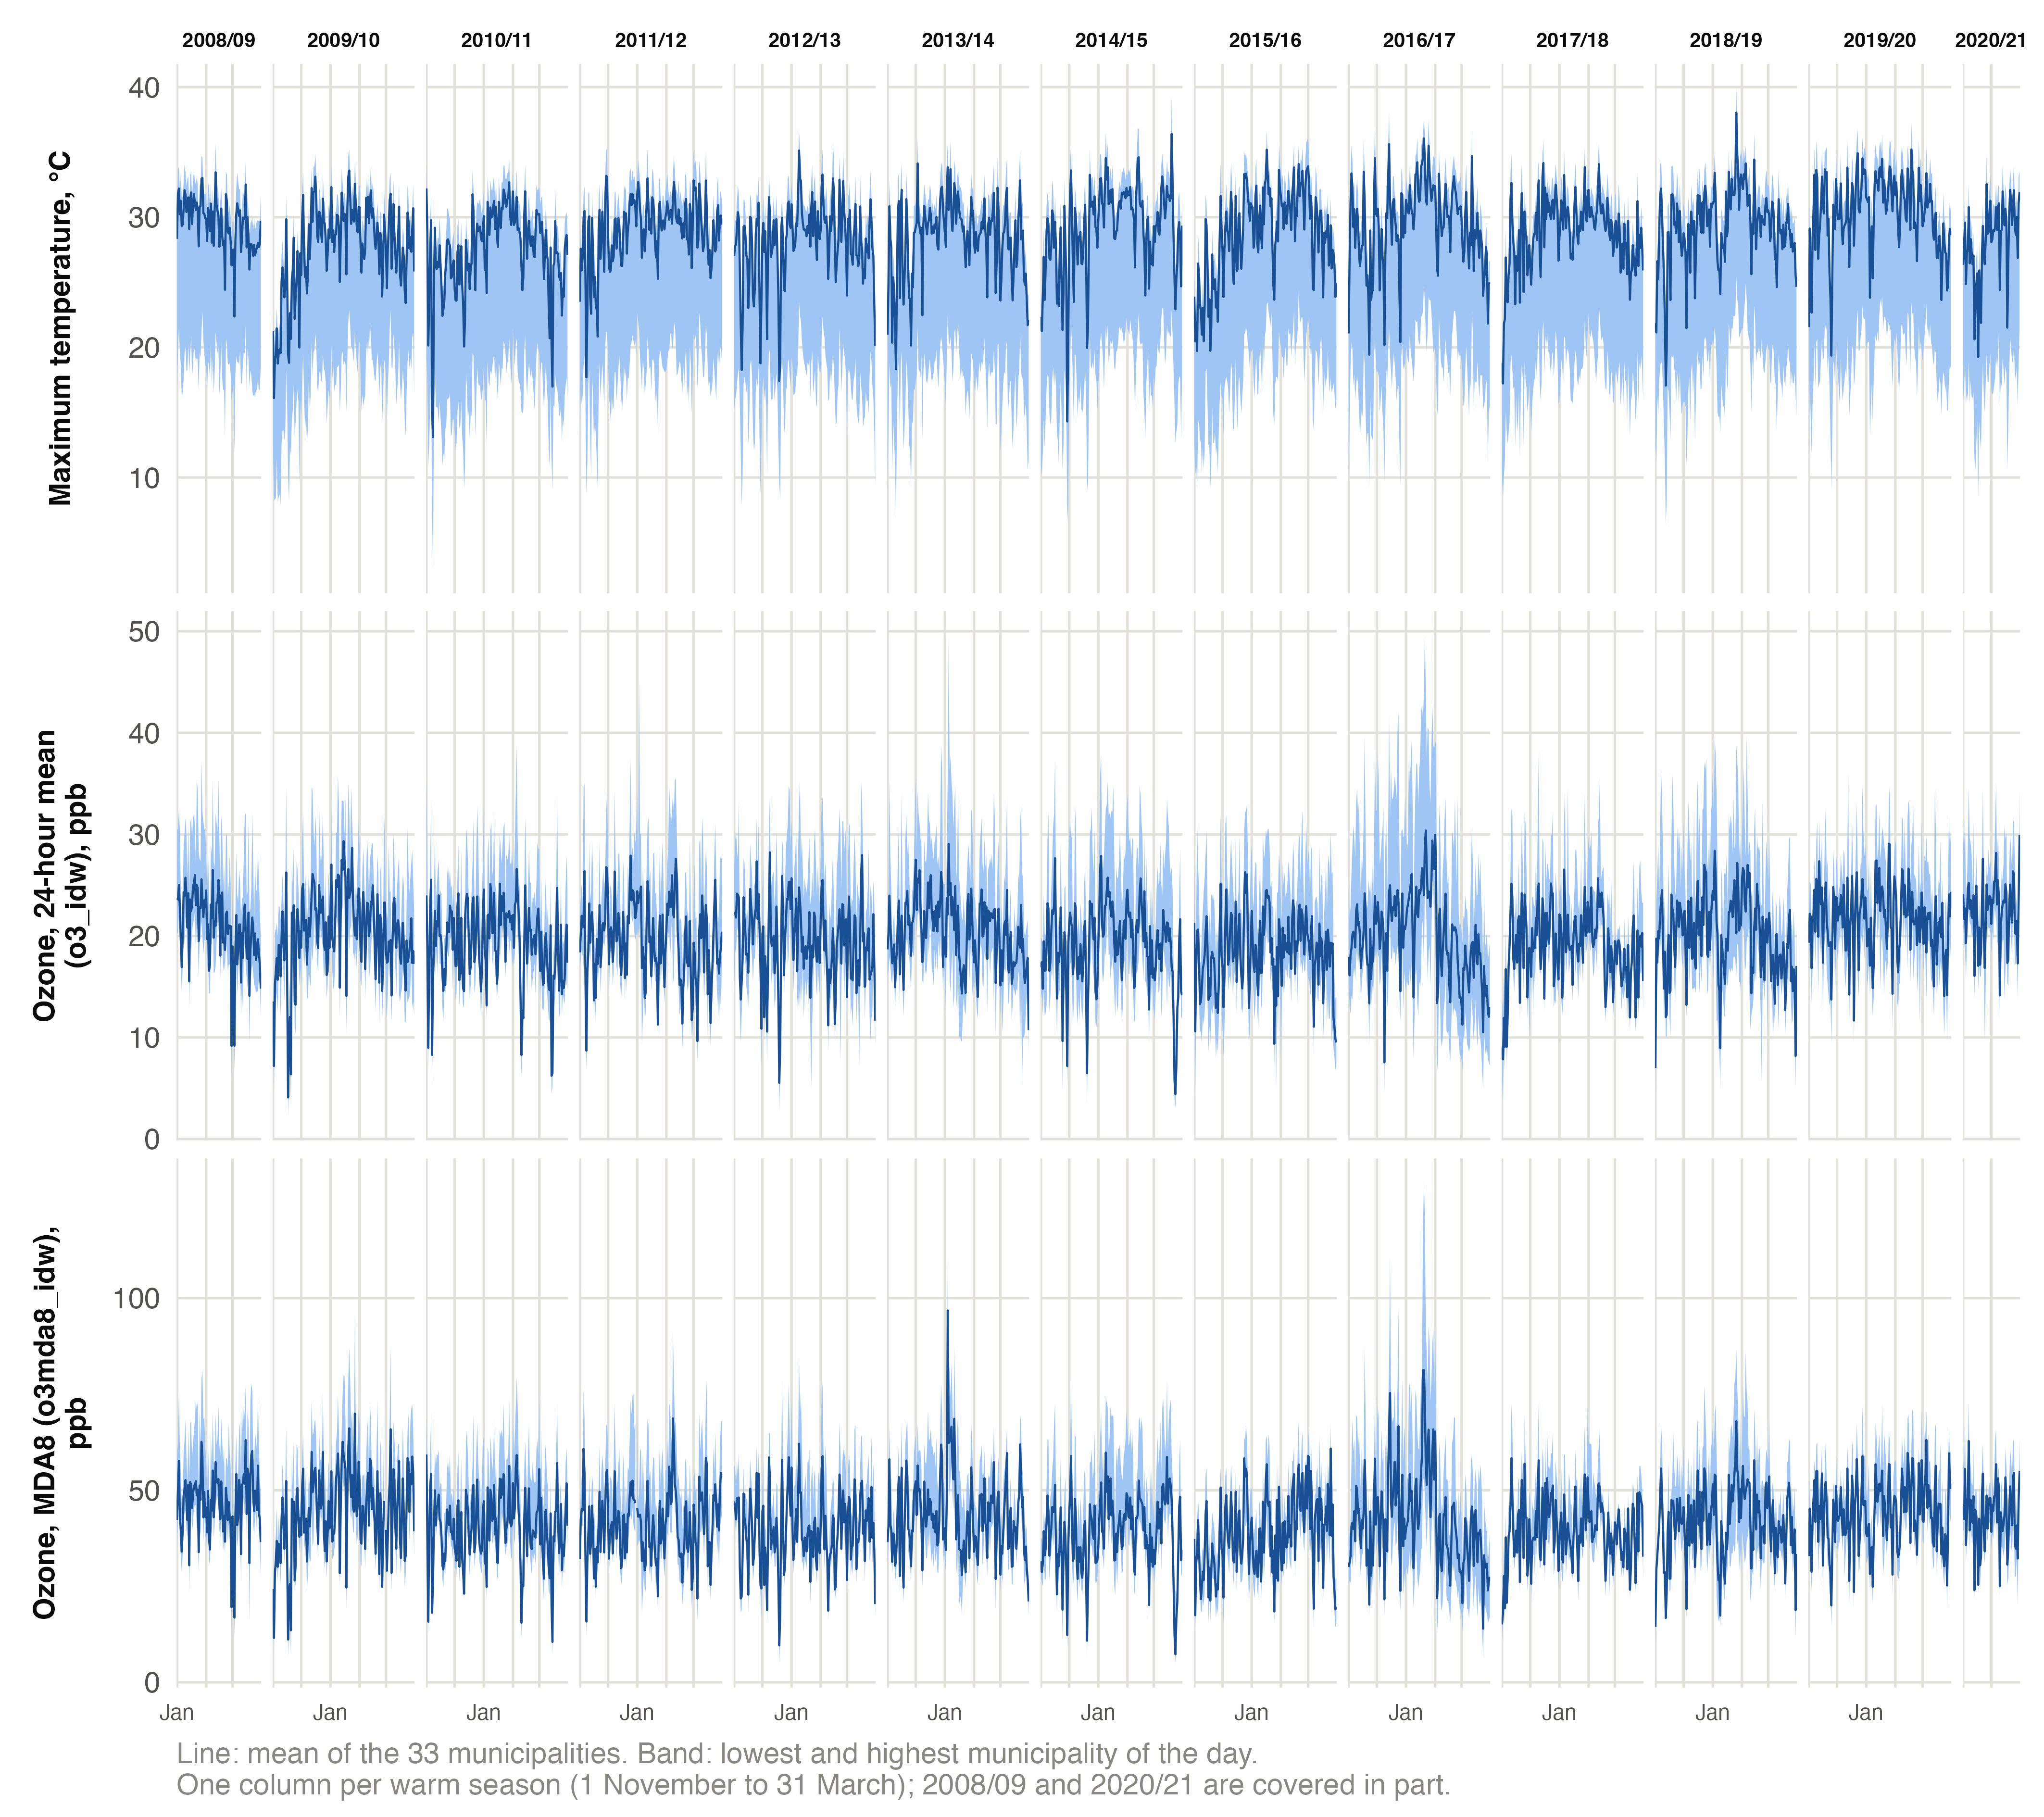 2008/09 2009/10 2010/11 2011/12 2012/13 2013/14 2014/15 2015/16 2016/17 2017/18 2018/19 2019/20 2020/21
Maximum temperature, °C
40
30
20
10
Ozone, 24-hour mean
(o3_idw), ppb
50
40
30
20
10
0
Ozone, MDA8 (o3mda8_idw),
ppb
100
50
0
Jan Jan Jan Jan Jan Jan Jan Jan Jan Jan Jan Jan
Line: mean of the 33 municipalities. Band: lowest and highest municipality of the day.
One column per warm season (1 November to 31 March); 2008/09 and 2020/21 are covered in part.